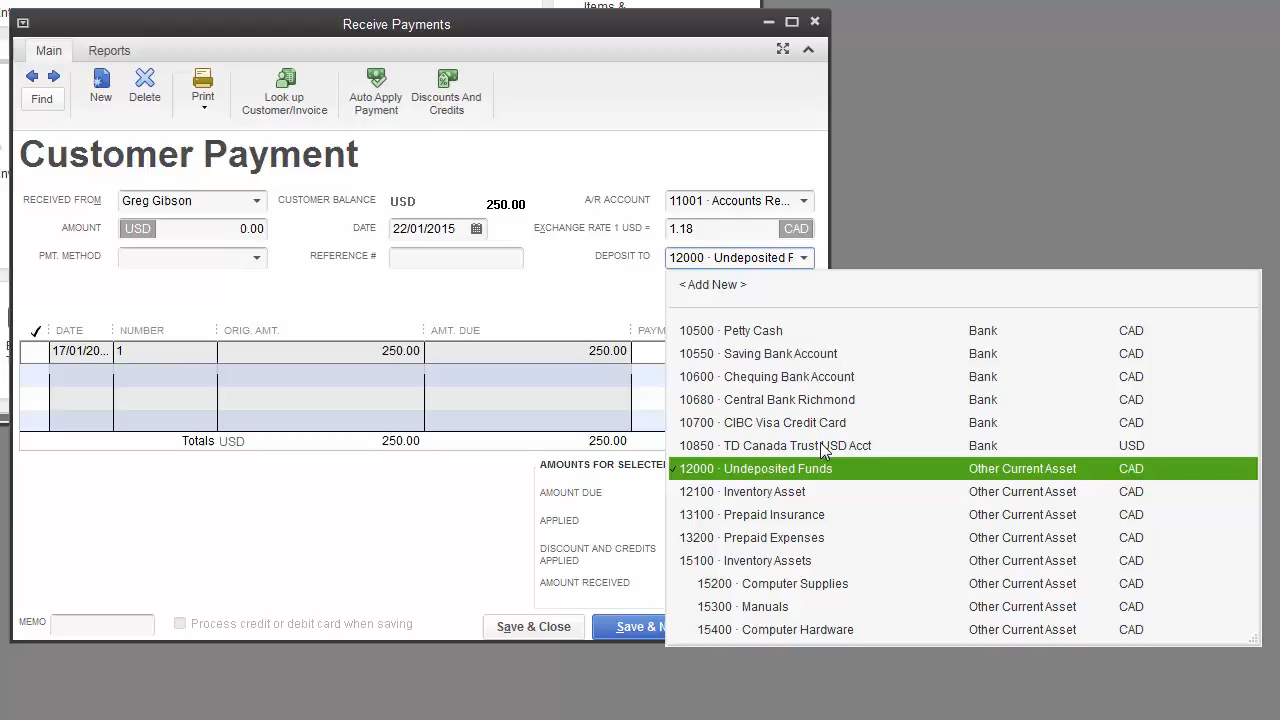 Items &
Receive Payments
Main Reports
Find
New
Delete
Print
Look up
Customer/Invoice
Auto Apply
Payment
Discounts And
Credits
Customer Payment
RECEIVED FROM Greg Gibson CUSTOMER BALANCE USD 250.00 A/R ACCOUNT 11001 · Accounts Re...
AMOUNT USD 0.00 DATE 22/01/2015 EXCHANGE RATE 1 USD = 1.18 CAD
PMT. METHOD REFERENCE # DEPOSIT TO 12000 · Undeposited F
< Add New >
✓ DATE NUMBER ORIG. AMT. AMT. DUE PAYM
17/01/20... 1 250.00 250.00
Totals USD 250.00 250.00
10500 · Petty Cash Bank CAD
10550 · Saving Bank Account Bank CAD
10600 · Chequing Bank Account Bank CAD
10680 · Central Bank Richmond Bank CAD
10700 · CIBC Visa Credit Card Bank CAD
10850 · TD Canada Trust USD Acct Bank USD
✓ 12000 · Undeposited Funds Other Current Asset CAD
12100 · Inventory Asset Other Current Asset CAD
13100 · Prepaid Insurance Other Current Asset CAD
13200 · Prepaid Expenses Other Current Asset CAD
15100 · Inventory Assets Other Current Asset CAD
15200 · Computer Supplies Other Current Asset CAD
15300 · Manuals Other Current Asset CAD
15400 · Computer Hardware Other Current Asset CAD
AMOUNTS FOR SELECTED
AMOUNT DUE
APPLIED
DISCOUNT AND CREDITS
APPLIED
AMOUNT RECEIVED
MEMO Process credit or debit card when saving Save & Close Save & N